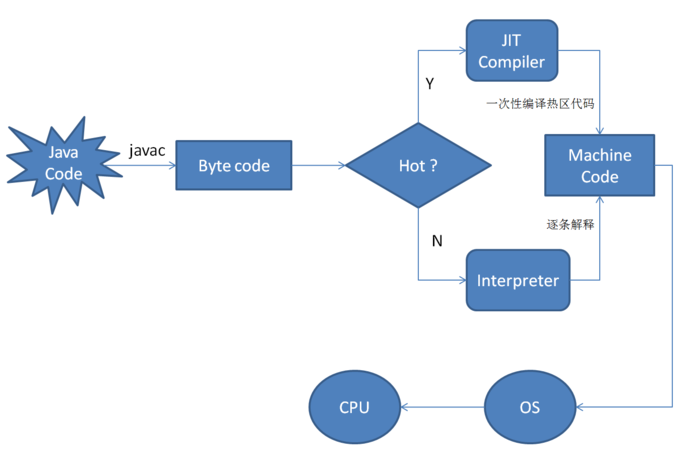 JIT
Compiler
Y
一次性编译热区代码
Java
Code
javac
Byte code
Hot ?
Machine
Code
逐条解释
N
Interpreter
CPU
OS